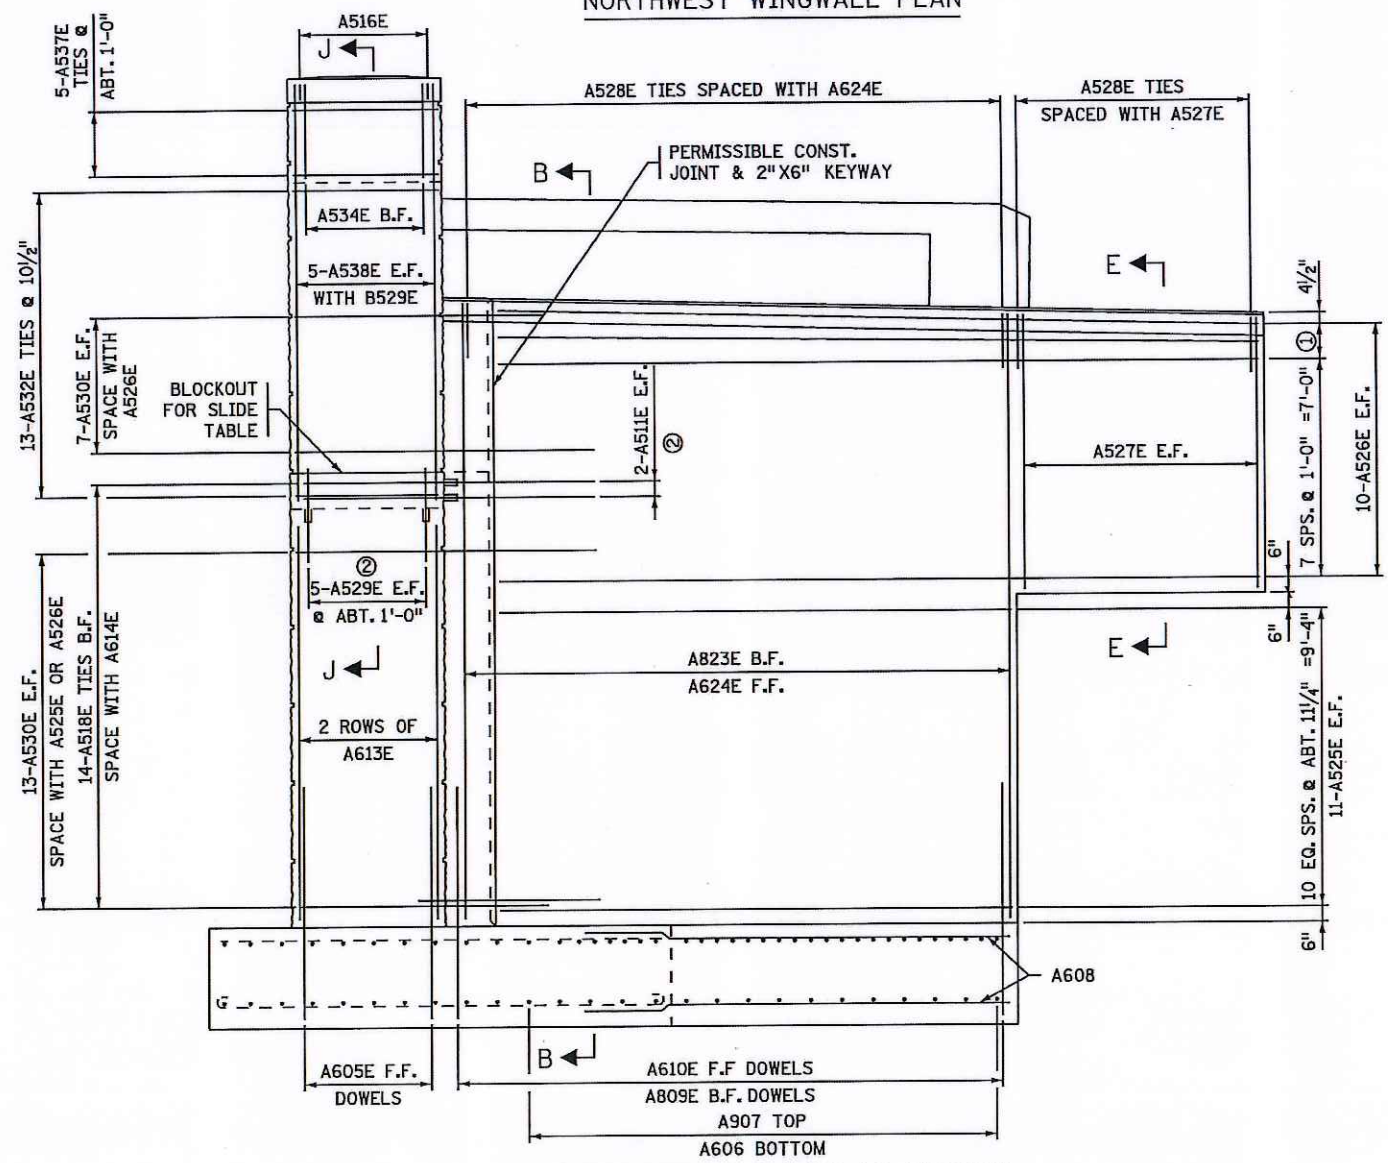 NORTHWEST WINGWALL PLAN
A516E
J
5-A537E
TIES @
ABT. 1'-0"
A528E TIES SPACED WITH A624E
A528E TIES
SPACED WITH A527E
PERMISSIBLE CONST.
JOINT & 2"X6" KEYWAY
B
A534E B.F.
5-A538E E.F.
WITH B529E
E
4½"
①
13-A532E TIES @ 10½"
7-A530E E.F.
SPACE WITH
A526E
BLOCKOUT
FOR SLIDE
TABLE
2-A511E E.F.
②
A527E E.F.
7 SPS. @ 1'-0" =7'-0"
10-A526E E.F.
②
5-A529E E.F.
@ ABT. 1'-0"
6"
6"
J
E
A823E B.F.
A624E F.F.
13-A530E E.F.
SPACE WITH A525E OR A526E
14-A518E TIES B.F.
SPACE WITH A614E
2 ROWS OF
A613E
10 EQ. SPS. @ ABT. 11¼" =9'-4"
11-A525E E.F.
6"
A608
B
A605E F.F.
DOWELS
A610E F.F DOWELS
A809E B.F. DOWELS
A907 TOP
A606 BOTTOM